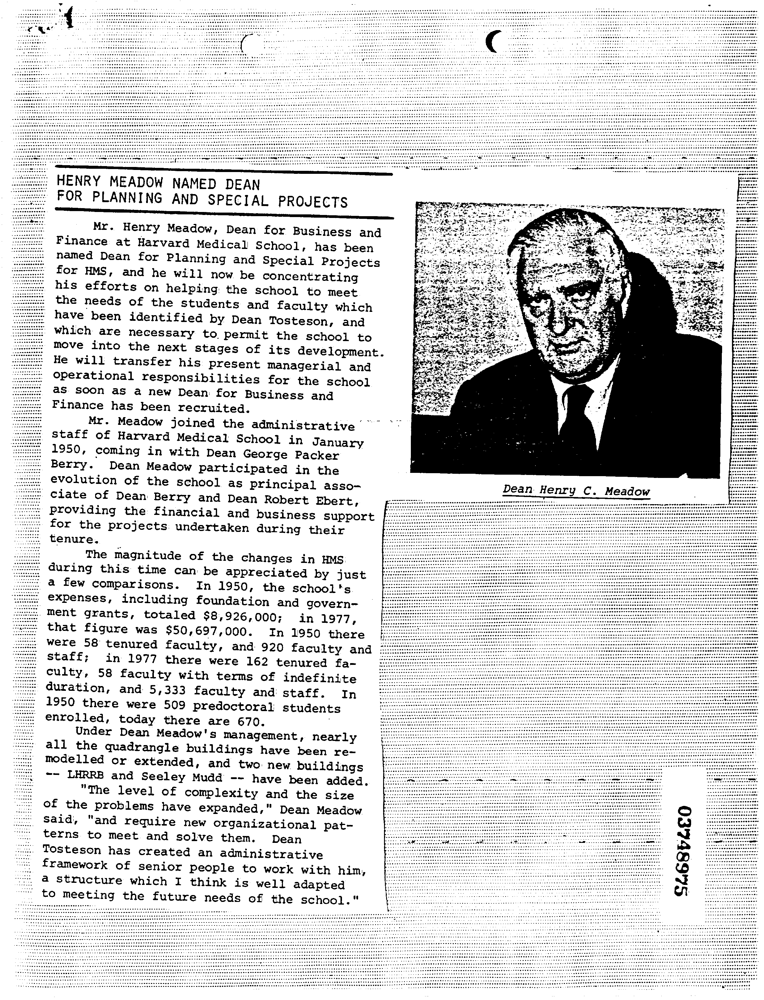 HENRY MEADOW NAMED DEAN
FOR PLANNING AND SPECIAL PROJECTS
Mr. Henry Meadow, Dean for Business and
Finance at Harvard Medical School, has been
named Dean for Planning and Special Projects
for HMS, and he will now be concentrating
his efforts on helping the school to meet
the needs of the students and faculty which
have been identified by Dean Tosteson, and
which are necessary to permit the school to
move into the next stages of its development.
He will transfer his present managerial and
operational responsibilities for the school
as soon as a new Dean for Business and
Finance has been recruited.
Mr. Meadow joined the administrative
staff of Harvard Medical School in January
1950, coming in with Dean George Packer
Berry. Dean Meadow participated in the
evolution of the school as principal asso-
ciate of Dean Berry and Dean Robert Ebert,
providing the financial and business support
for the projects undertaken during their
tenure.
The magnitude of the changes in HMS
during this time can be appreciated by just
a few comparisons. In 1950, the school's
expenses, including foundation and govern-
ment grants, totaled $8,926,000; in 1977,
that figure was $50,697,000. In 1950 there
were 58 tenured faculty, and 920 faculty and
staff; in 1977 there were 162 tenured fa-
culty, 58 faculty with terms of indefinite
duration, and 5,333 faculty and staff. In
1950 there were 509 predoctoral students
enrolled, today there are 670.
Under Dean Meadow's management, nearly
all the quadrangle buildings have been re-
modelled or extended, and two new buildings
-- LHRRB and Seeley Mudd -- have been added.
"The level of complexity and the size
of the problems have expanded," Dean Meadow
said, "and require new organizational pat-
terns to meet and solve them. Dean
Tosteson has created an administrative
framework of senior people to work with him,
a structure which I think is well adapted
to meeting the future needs of the school."
Dean Henry C. Meadow
03748975